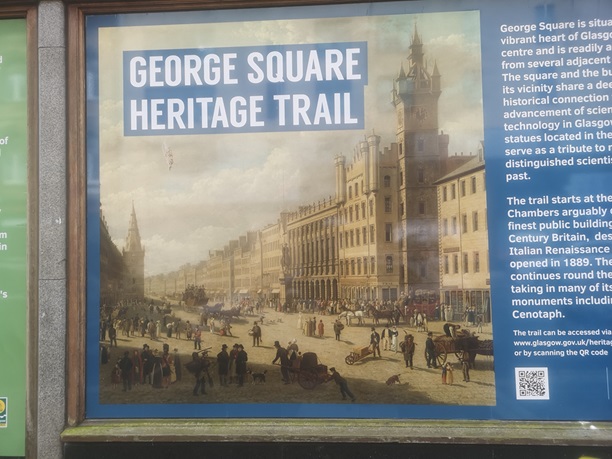 GEORGE SQUARE
HERITAGE TRAIL
George Square is situa
vibrant heart of Glasgo
centre and is readily a
from several adjacent
The square and the bu
its vicinity share a dee
historical connection
advancement of scien
technology in Glasgow
statues located in the
serve as a tribute to
distinguished scienti
past.
The trail starts at the
Chambers arguably
finest public building
Century Britain, des
Italian Renaissance
opened in 1889. The
continues round the
taking in many of its
monuments includi
Cenotaph.
The trail can be accessed via
www.glasgow.gov.uk/herita
or by scanning the QR code
of
in
's